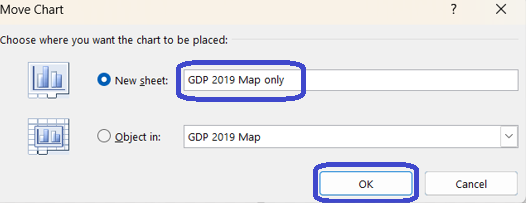 Move Chart
?
Choose where you want the chart to be placed:
New sheet: GDP 2019 Map only
Object in: GDP 2019 Map
OK Cancel